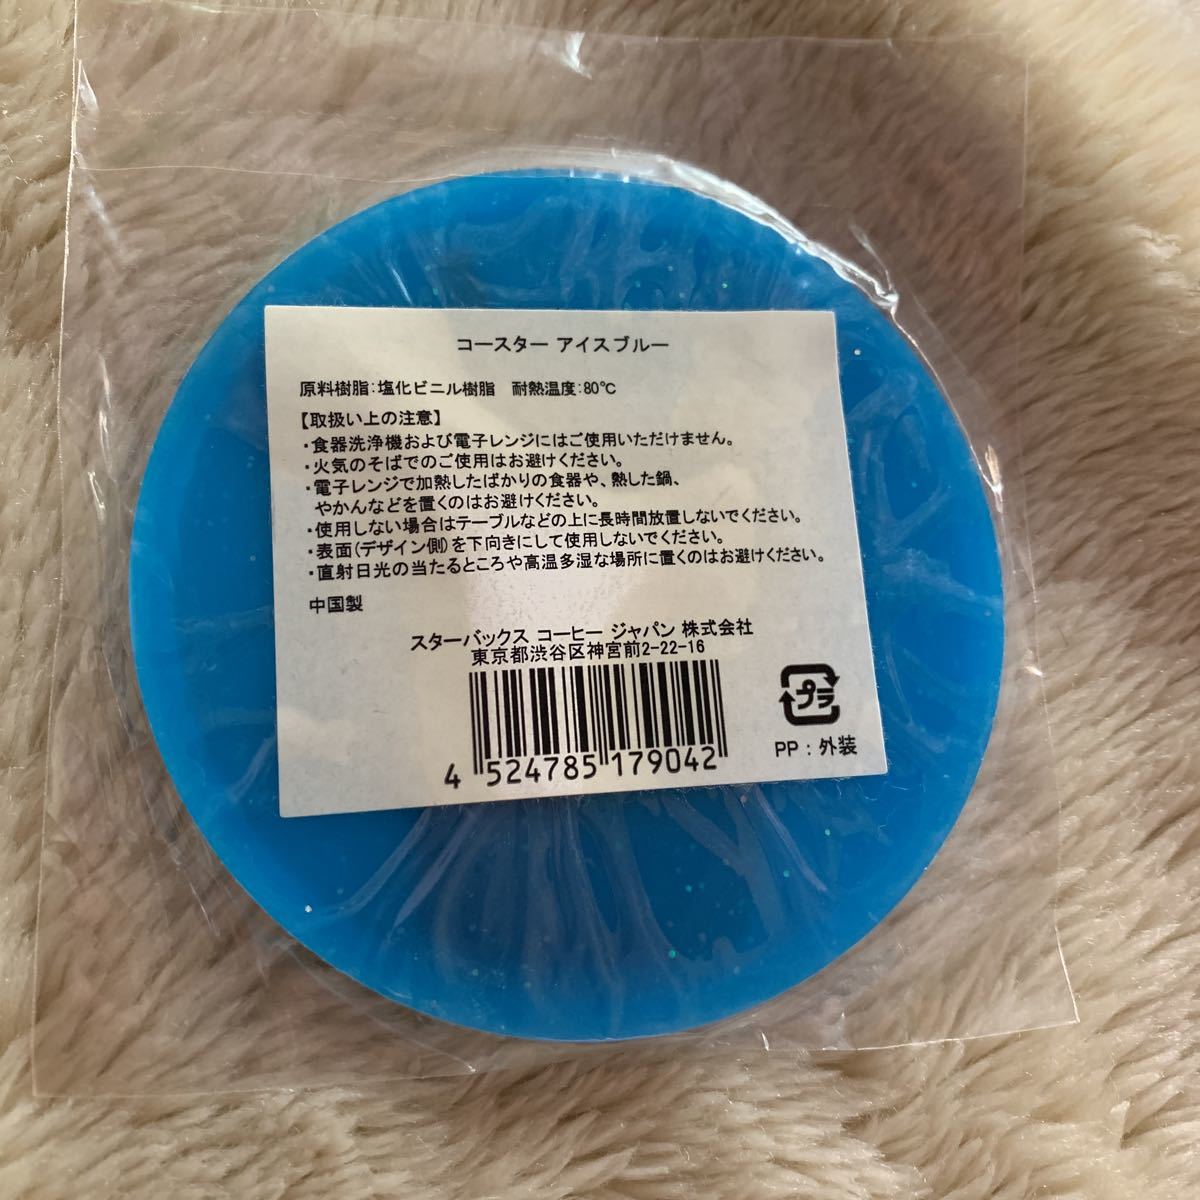 コースター アイスブルー
原料樹脂:塩化ビニル樹脂　耐熱温度:80℃
【取扱い上の注意】
・食器洗浄機および電子レンジにはご使用いただけません。
・火気のそばでのご使用はお避けください。
・電子レンジで加熱したばかりの食器や、熱した鍋、
やかんなどを置くのはお避けください。
・使用しない場合はテーブルなどの上に長時間放置しないでください。
・表面(デザイン側)を下向きにして使用しないでください。
・直射日光の当たるところや高温多湿な場所に置くのはお避けください。
中国製
スターバックス コーヒー ジャパン 株式会社
東京都渋谷区神宮前2-22-16
プラ
PP：外装
4 524785 179042